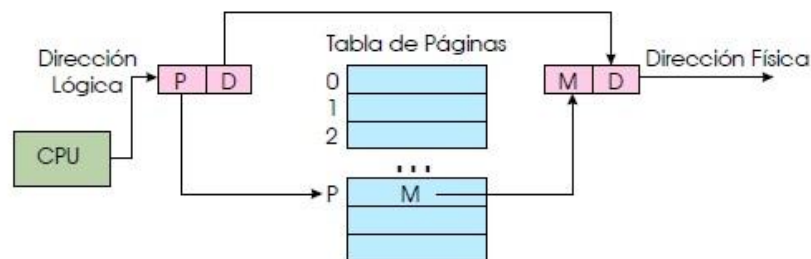 Tabla de Páginas
Dirección
Lógica
P D
M D
Dirección Física
0
1
2
CPU
...
P M